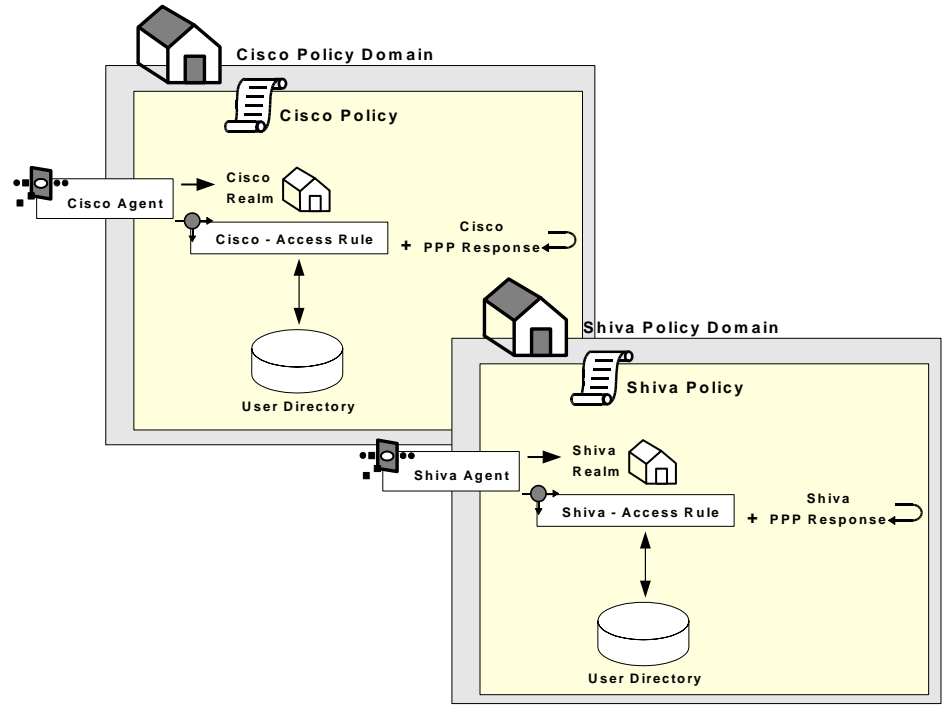 Cisco Policy Domain
Cisco Policy
Cisco Agent
Cisco
Realm
Cisco - Access Rule
+
Cisco
PPP Response
User Directory
Shiva Policy Domain
Shiva Policy
Shiva Agent
Shiva
Realm
Shiva - Access Rule
+
Shiva
PPP Response
User Directory